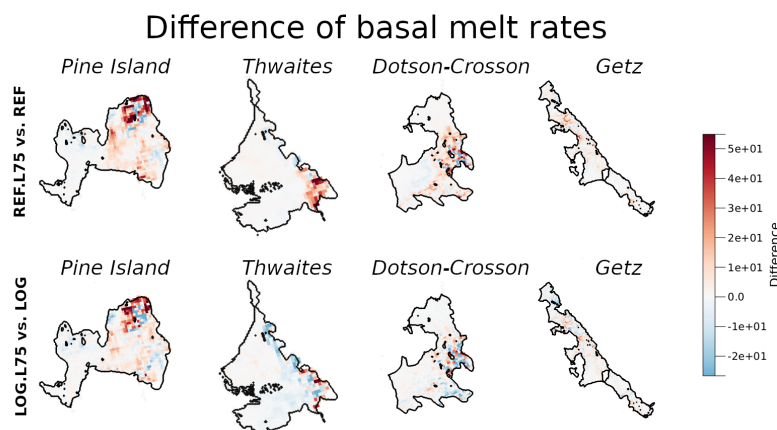 Difference of basal melt rates
Pine Island Thwaites Dotson-Crosson Getz
REF.L75 vs. REF
Pine Island Thwaites Dotson-Crosson Getz
LOG.L75 vs. LOG
5e+01
4e+01
3e+01
2e+01
1e+01
0.0
-1e+01
-2e+01
Difference